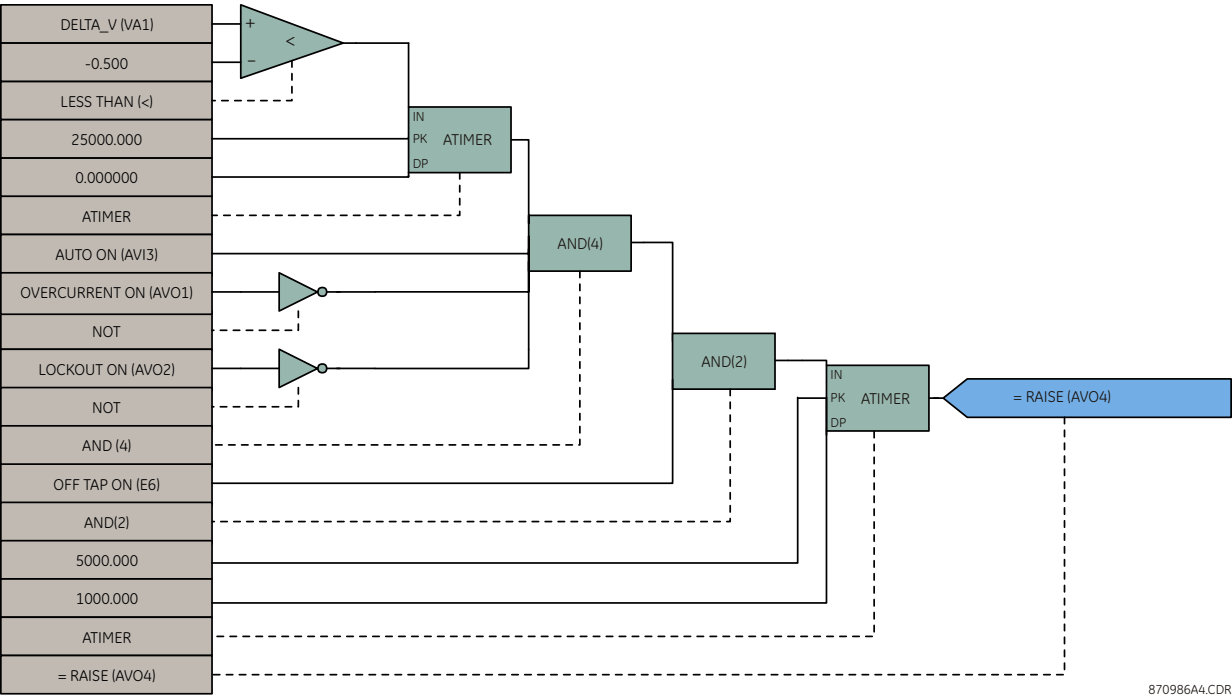 DELTA_V (VA1)
-0.500
LESS THAN (<)
25000.000
0.000000
ATIMER
AUTO ON (AVI3)
OVERCURRENT ON (AVO1)
NOT
LOCKOUT ON (AVO2)
NOT
AND (4)
OFF TAP ON (E6)
AND(2)
5000.000
1000.000
ATIMER
= RAISE (AVO4)
+
<
−
IN
PK ATIMER
DP
AND(4)
AND(2)
IN
PK ATIMER
DP
= RAISE (AVO4)
870986A4.CDR